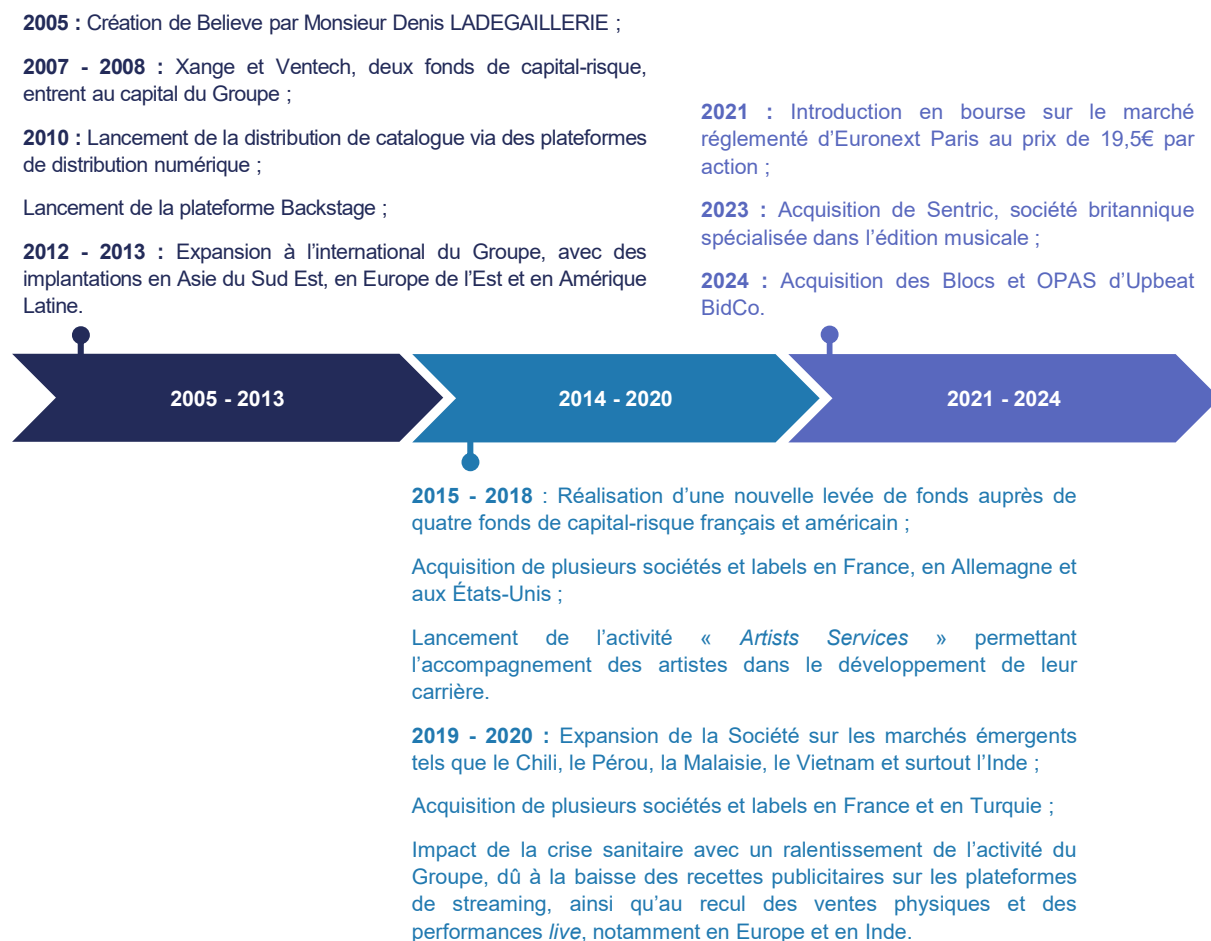 2005 : Création de Believe par Monsieur Denis LADEGAILLERIE ;
2007 - 2008 : Xange et Ventech, deux fonds de capital-risque,
entrent au capital du Groupe ;
2010 : Lancement de la distribution de catalogue via des plateformes
de distribution numérique ;
Lancement de la plateforme Backstage ;
2012 - 2013 : Expansion à l’international du Groupe, avec des
implantations en Asie du Sud Est, en Europe de l’Est et en Amérique
Latine.
2021 : Introduction en bourse sur le marché
réglementé d’Euronext Paris au prix de 19,5€ par
action ;
2023 : Acquisition de Sentric, société britannique
spécialisée dans l’édition musicale ;
2024 : Acquisition des Blocs et OPAS d’Upbeat
BidCo.
2005 - 2013
2014 - 2020
2021 - 2024
2015 - 2018 : Réalisation d’une nouvelle levée de fonds auprès de
quatre fonds de capital-risque français et américain ;
Acquisition de plusieurs sociétés et labels en France, en Allemagne et
aux États-Unis ;
Lancement de l’activité « Artists Services » permettant
l’accompagnement des artistes dans le développement de leur
carrière.
2019 - 2020 : Expansion de la Société sur les marchés émergents
tels que le Chili, le Pérou, la Malaisie, le Vietnam et surtout l’Inde ;
Acquisition de plusieurs sociétés et labels en France et en Turquie ;
Impact de la crise sanitaire avec un ralentissement de l’activité du
Groupe, dû à la baisse des recettes publicitaires sur les plateformes
de streaming, ainsi qu’au recul des ventes physiques et des
performances live, notamment en Europe et en Inde.